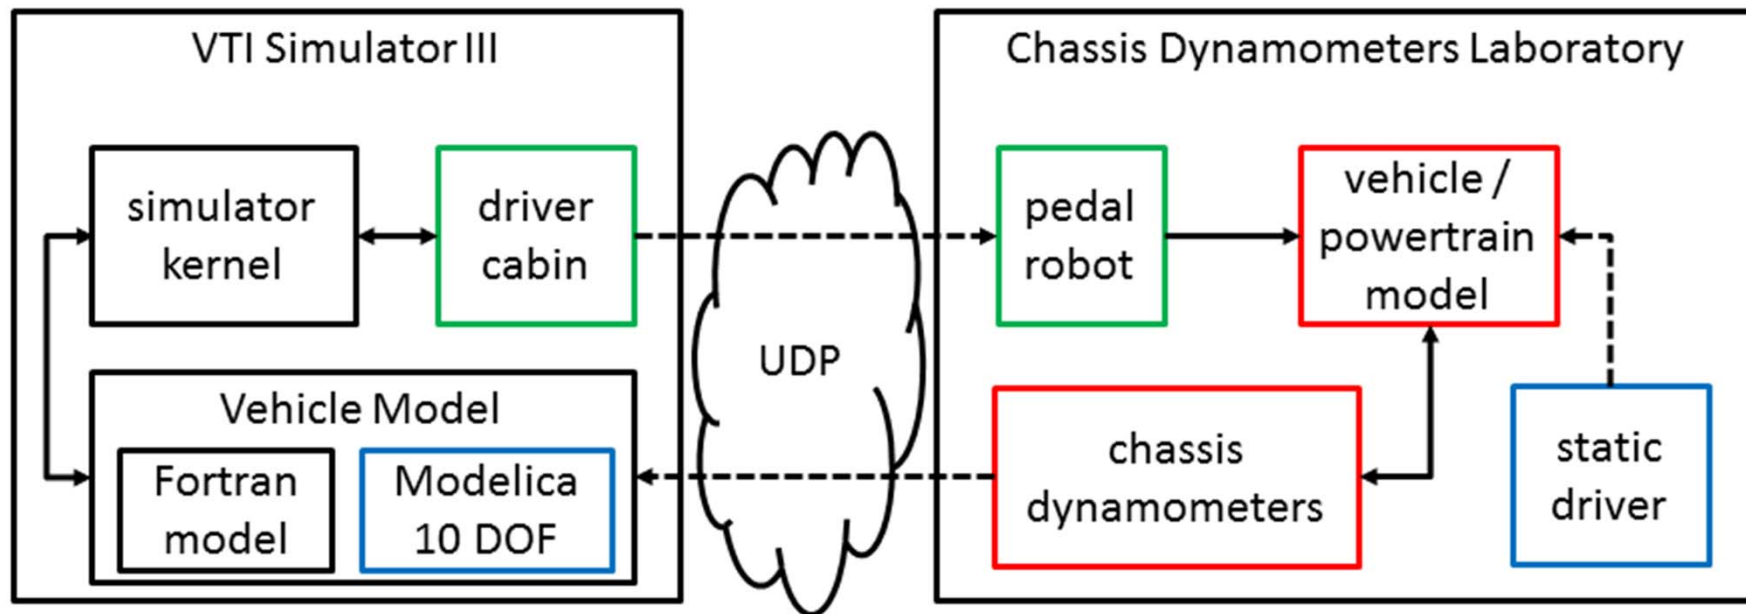 VTI Simulator III
simulator
kernel
driver
cabin
Vehicle Model
Fortran
model
Modelica
10 DOF
UDP
Chassis Dynamometers Laboratory
pedal
robot
vehicle /
powertrain
model
chassis
dynamometers
static
driver